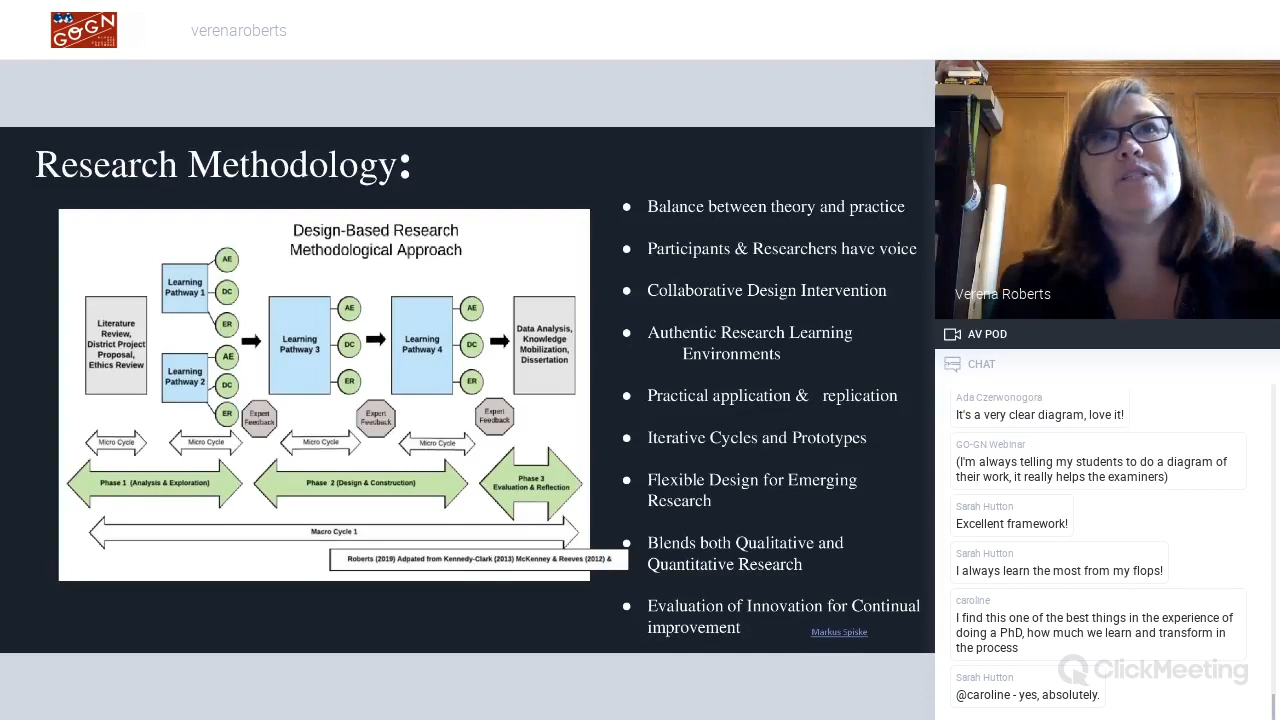 GOGN
verenaroberts
Research Methodology:
Design-Based Research
Methodological Approach
Literature
Review,
District Project
Proposal,
Ethics Review
Learning
Pathway 1
AE
DC
ER
Learning
Pathway 2
AE
DC
ER
Learning
Pathway 3
AE
DC
ER
Learning
Pathway 4
AE
DC
ER
Data Analysis,
Knowledge
Mobilization,
Dissertation
Expert
Feedback
Expert
Feedback
Expert
Feedback
Micro Cycle
Micro Cycle
Micro Cycle
Micro Cycle
Phase 1 (Analysis & Exploration)
Phase 2 (Design & Construction)
Phase 3
Evaluation & Reflection
Macro Cycle 1
Roberts (2019) Adpated from Kennedy-Clark (2013) McKenney & Reeves (2012) &
● Balance between theory and practice
● Participants & Researchers have voice
● Collaborative Design Intervention
● Authentic Research Learning
Environments
● Practical application & replication
● Iterative Cycles and Prototypes
● Flexible Design for Emerging
Research
● Blends both Qualitative and
Quantitative Research
● Evaluation of Innovation for Continual
improvement
Markus Spiske
Verena Roberts
AV POD
CHAT
Ada Czerwonogora
It's a very clear diagram, love it!
GO-GN Webinar
(I'm always telling my students to do a diagram of
their work, it really helps the examiners)
Sarah Hutton
Excellent framework!
Sarah Hutton
I always learn the most from my flops!
caroline
I find this one of the best things in the experience of
doing a PhD, how much we learn and transform in
the process
Sarah Hutton
@caroline - yes, absolutely.
ClickMeeting